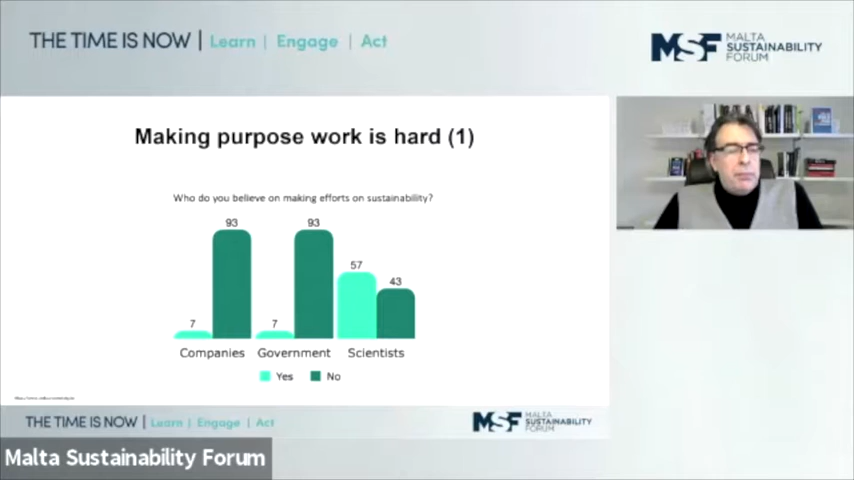 THE TIME IS NOW | Learn | Engage | Act
MSF MALTA SUSTAINABILITY FORUM
Making purpose work is hard (1)
Who do you believe on making efforts on sustainability?
93
93
57
43
7
7
Companies Government Scientists
Yes No
THE TIME IS NOW | Learn | Engage | Act
MSF MALTA SUSTAINABILITY FORUM
Malta Sustainability Forum